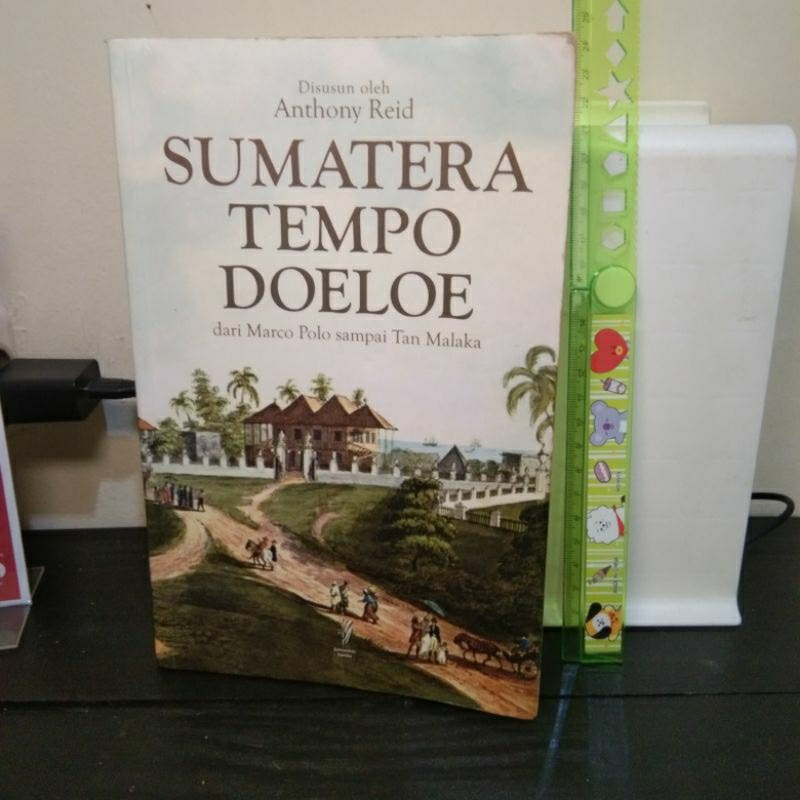 Disusun oleh
Anthony Reid
SUMATERA
TEMPO
DOELOE
dari Marco Polo sampai Tan Malaka